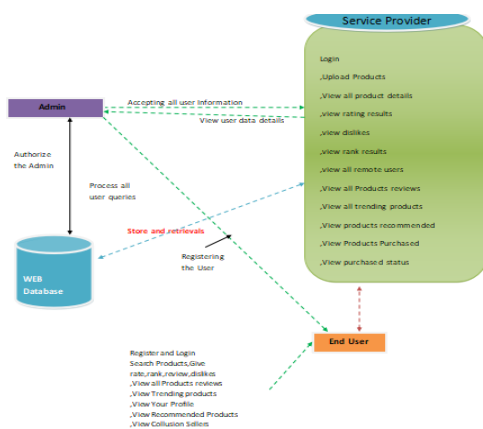 Service Provider
Login
,Upload Products
,View all product details
,view rating results
,view dislikes
,view rank results
,view all remote users
,View all Products reviews
,View all trending products
,View products recommended
,View Products Purchased
,View purchased status
Admin
Accepting all user Information
View user data details
Authorize
the Admin
Process all
user queries
Store and retrievals
Registering
the User
WEB
Database
End User
Register and Login
Search Products,Give
rate,rank,review,dislikes
,View all Products reviews
,View Trending products
,View Your Profile
,View Recommended Products
,View Collusion Sellers